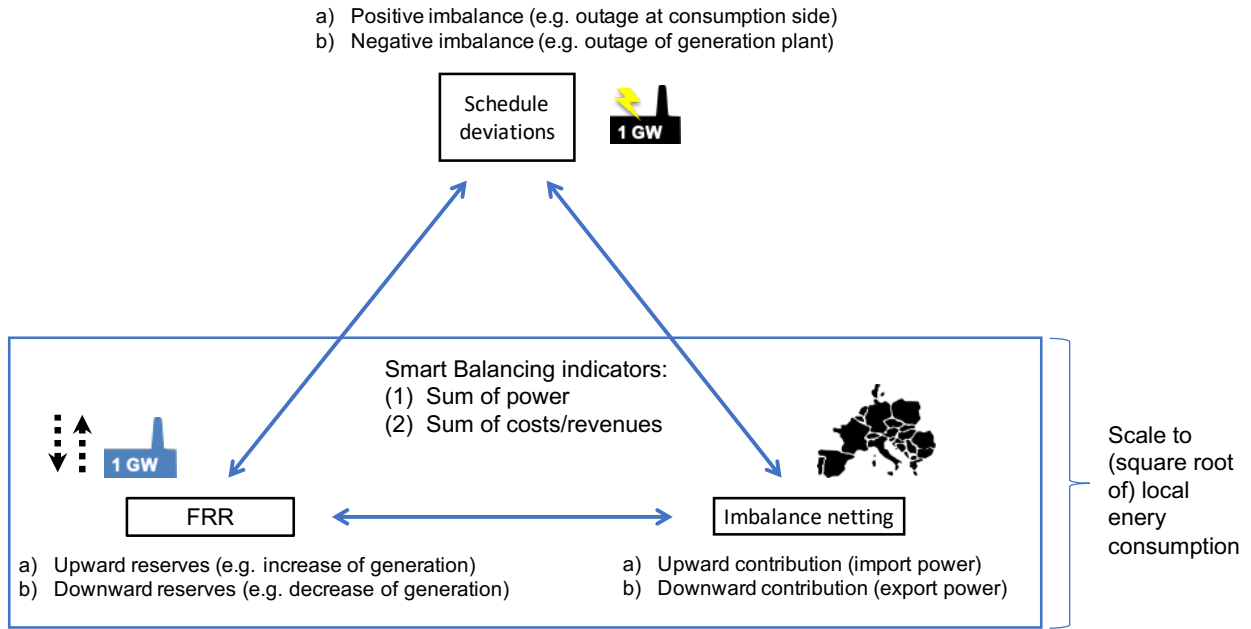 a) Positive imbalance (e.g. outage at consumption side)
b) Negative imbalance (e.g. outage of generation plant)
Schedule
deviations
1 GW
Smart Balancing indicators:
(1) Sum of power
(2) Sum of costs/revenues
1 GW
FRR
Imbalance netting
a) Upward reserves (e.g. increase of generation)
b) Downward reserves (e.g. decrease of generation)
a) Upward contribution (import power)
b) Downward contribution (export power)
Scale to
(square root
of) local
enery
consumption